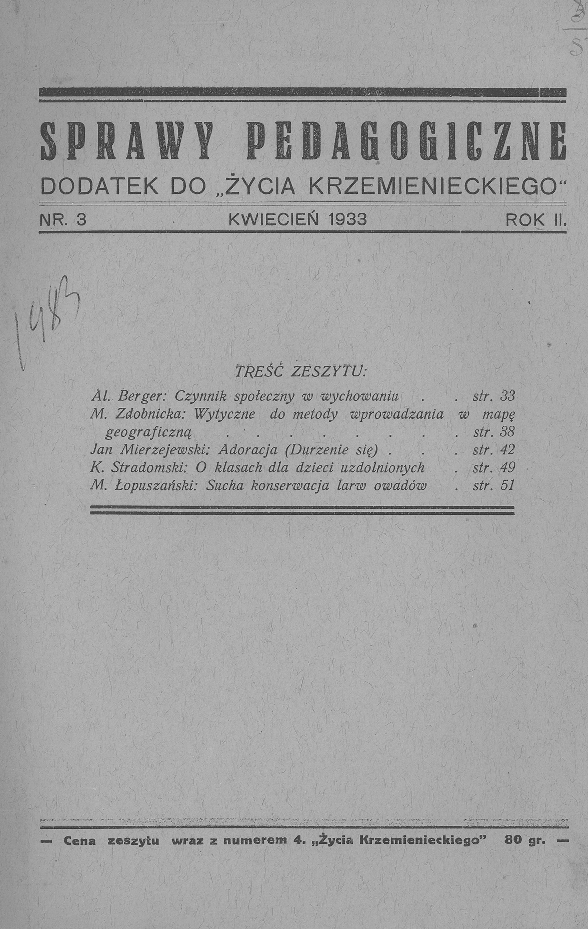 SPRAWY PEDAGOGICZNE
DODATEK DO „ŻYCIA KRZEMIENIECKIEGO“
NR. 3 KWIECIEŃ 1933 ROK II.
1983
TREŚĆ ZESZYTU:
Al. Berger: Czynnik społeczny w wychowaniu . . str. 33
M. Zdobnicka: Wytyczne do metody wprowadzania w mapę
geograficzną . . . . . . . . str. 38
Jan Mierzejewski: Adoracja (Durzenie się) . . . str. 42
K. Stradomski: O klasach dla dzieci uzdolnionych . str. 49
M. Łopuszański: Sucha konserwacja larw owadów . str. 51
— Cena zeszytu wraz z numerem 4. „Życia Krzemienieckiego” 80 gr. —